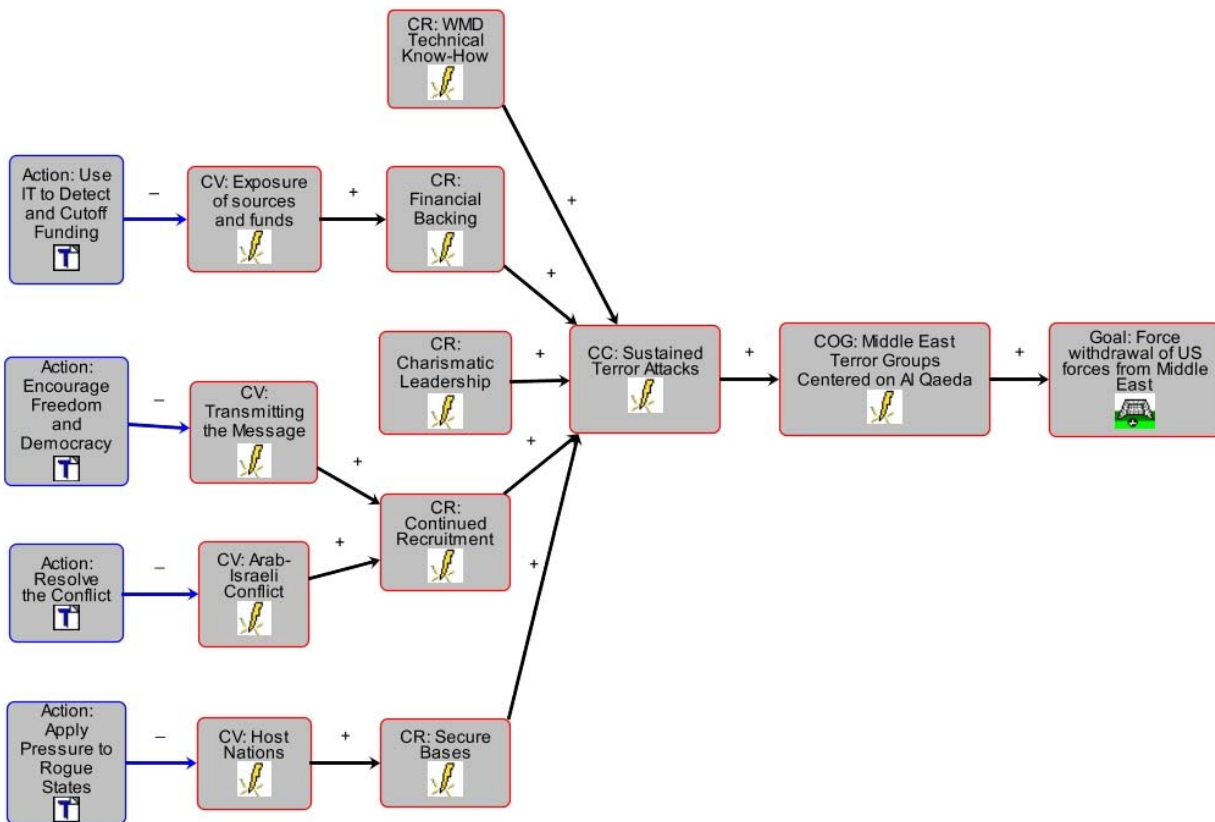 CR: WMD
Technical
Know-How
+
Action: Use
IT to Detect
and Cutoff
Funding
T
–
CV: Exposure
of sources
and funds
+
CR:
Financial
Backing
+
Action:
Encourage
Freedom
and
Democracy
T
–
CV:
Transmitting
the Message
+
CR:
Charismatic
Leadership
+
CC: Sustained
Terror Attacks
+
COG: Middle East
Terror Groups
Centered on Al Qaeda
+
Goal: Force
withdrawal of US
forces from Middle
East
Action:
Resolve
the Conflict
T
–
CV: Arab-
Israeli
Conflict
+
CR:
Continued
Recruitment
+
Action:
Apply
Pressure to
Rogue
States
T
–
CV: Host
Nations
+
CR: Secure
Bases
+